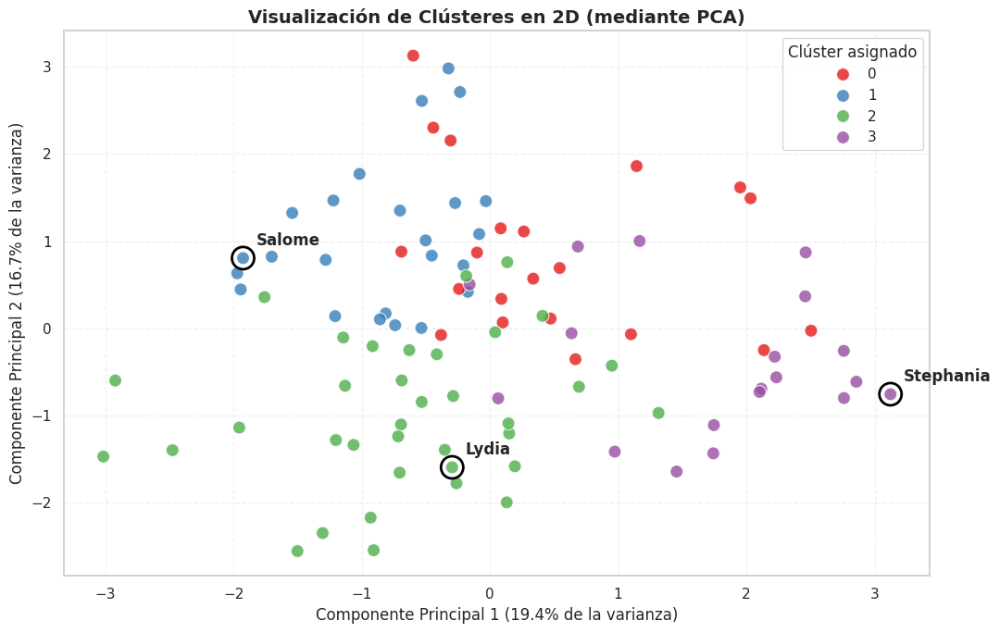 Visualización de Clústeres en 2D (mediante PCA)
Clúster asignado
0
1
2
3
Salome
Stephania
Lydia
Componente Principal 2 (16.7% de la varianza)
3
2
1
0
−1
−2
−3
−2
−1
0
1
2
3
Componente Principal 1 (19.4% de la varianza)